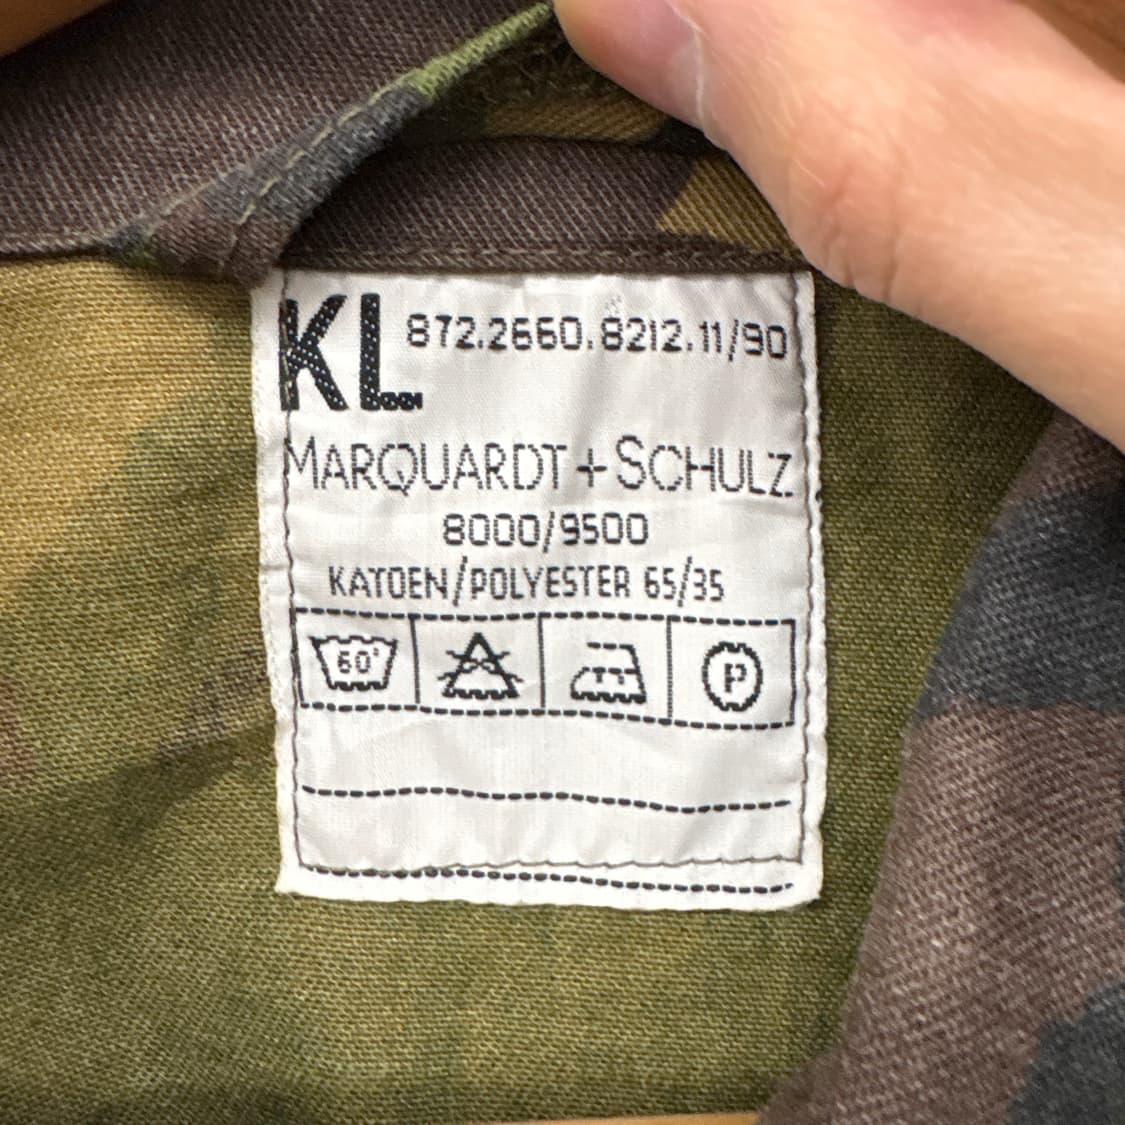 KL 872.2660.8212.11/90
MARQUARDT+SCHULZ
8000/9500
KATOEN/POLYESTER 65/35
60°
P